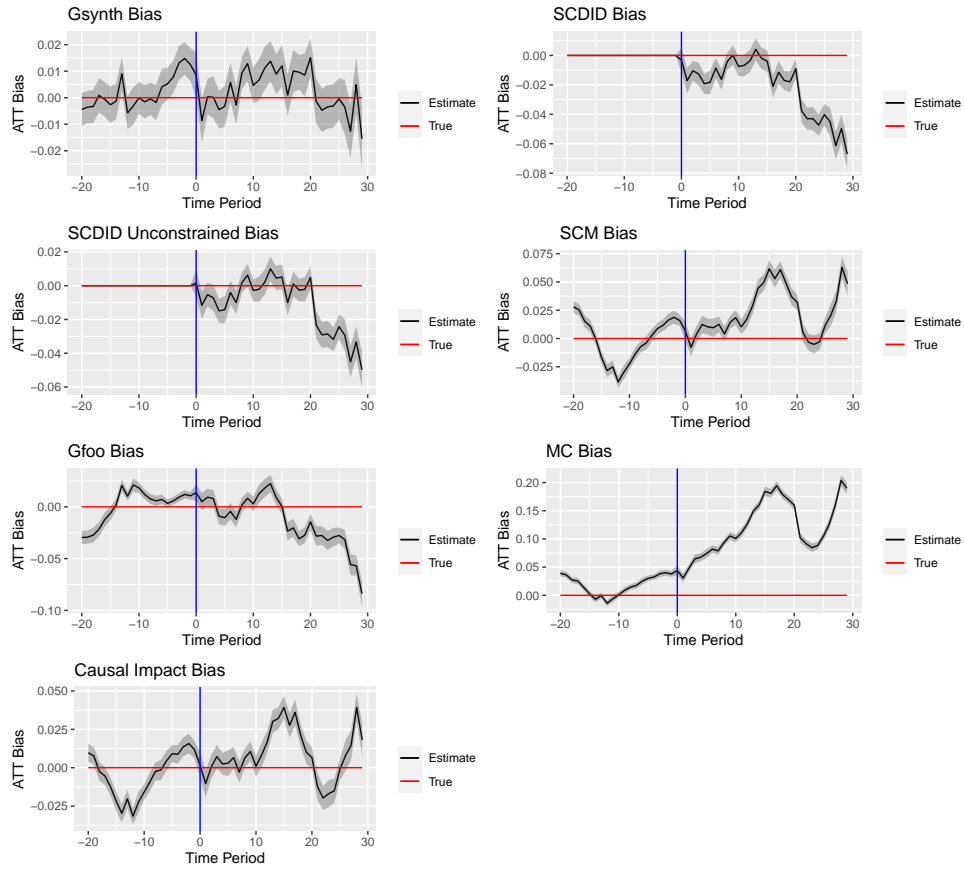 Gsynth Bias
0.02
0.01
0.00
−0.01
−0.02
−20 −10 0 10 20 30
Time Period
ATT Bias
Estimate
True
SCDID Bias
0.00
−0.02
−0.04
−0.06
−0.08
−20 −10 0 10 20 30
Time Period
ATT Bias
Estimate
True
SCDID Unconstrained Bias
0.02
0.00
−0.02
−0.04
−0.06
−20 −10 0 10 20 30
Time Period
ATT Bias
Estimate
True
SCM Bias
0.075
0.050
0.025
0.000
−0.025
−20 −10 0 10 20 30
Time Period
ATT Bias
Estimate
True
Gfoo Bias
0.00
−0.05
−0.10
−20 −10 0 10 20 30
Time Period
ATT Bias
Estimate
True
MC Bias
0.20
0.15
0.10
0.05
0.00
−20 −10 0 10 20 30
Time Period
ATT Bias
Estimate
True
Causal Impact Bias
0.050
0.025
0.000
−0.025
−20 −10 0 10 20 30
Time Period
ATT Bias
Estimate
True